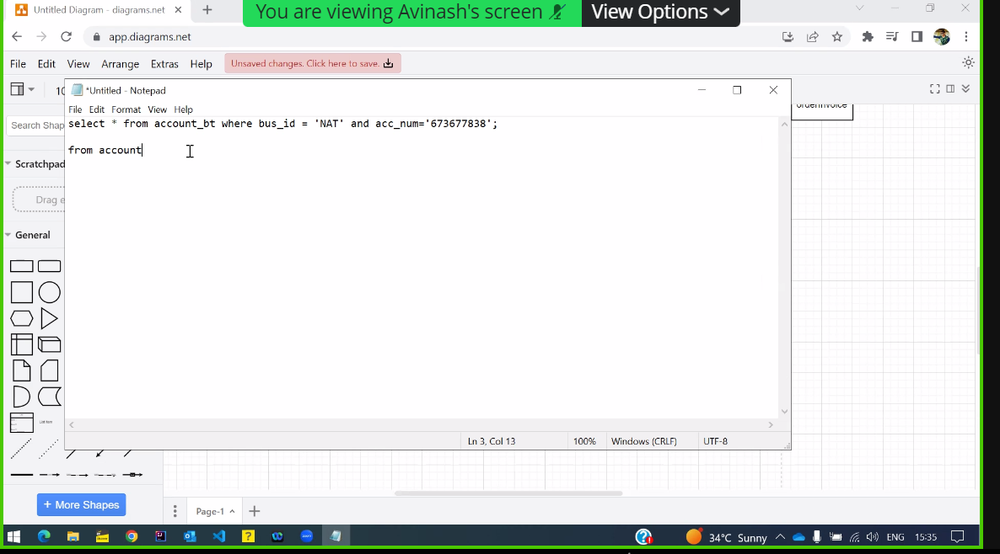 You are viewing Avinash's screen
View Options
Untitled Diagram - diagrams.net
app.diagrams.net
File Edit View Arrange Extras Help
Unsaved changes. Click here to save.
10
*Untitled - Notepad
File Edit Format View Help
Search Shap
orderinvoice
select * from account_bt where bus_id = 'NAT' and acc_num='673677838';
from account
Scratchpad
Drag e
General
List Item
Ln 3, Col 13
100%
Windows (CRLF)
UTF-8
+ More Shapes
Page-1
34°C Sunny
ENG
15:35